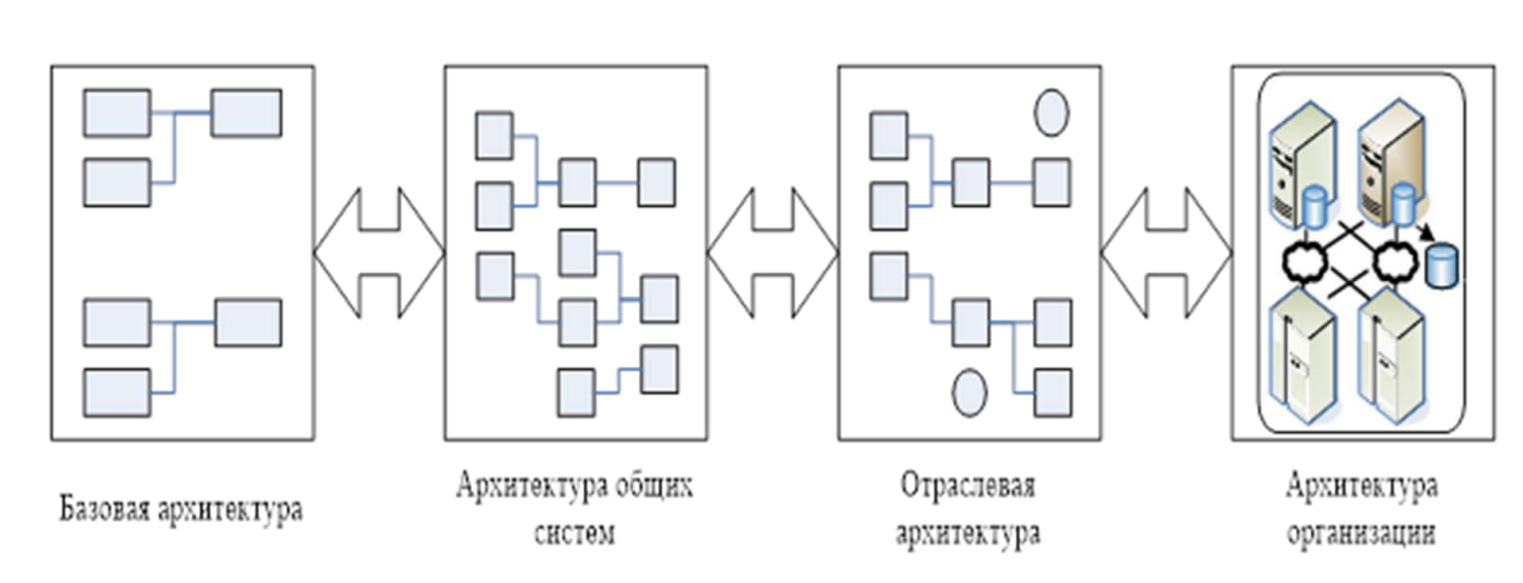 Базовая архитектура
Архитектура общих
систем
Отраслевая
архитектура
Архитектура
организации